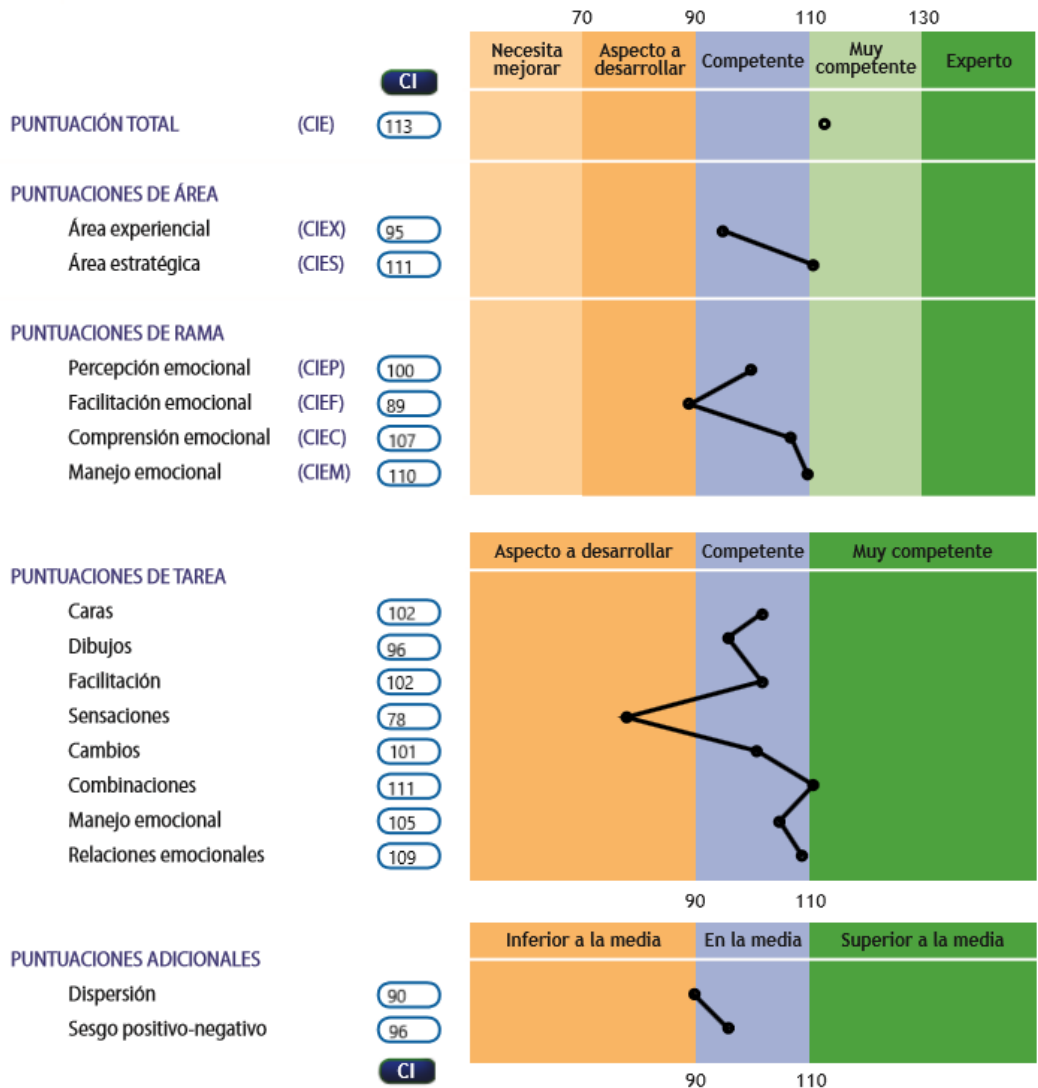 70 90 110 130
Necesita mejorar Aspecto a desarrollar Competente Muy competente Experto
CI
PUNTUACIÓN TOTAL (CIE) 113
PUNTUACIONES DE ÁREA
Área experiencial (CIEX) 95
Área estratégica (CIES) 111
PUNTUACIONES DE RAMA
Percepción emocional (CIEP) 100
Facilitación emocional (CIEF) 89
Comprensión emocional (CIEC) 107
Manejo emocional (CIEM) 110
Aspecto a desarrollar Competente Muy competente
PUNTUACIONES DE TAREA
Caras 102
Dibujos 96
Facilitación 102
Sensaciones 78
Cambios 101
Combinaciones 111
Manejo emocional 105
Relaciones emocionales 109
90 110
Inferior a la media En la media Superior a la media
PUNTUACIONES ADICIONALES
Dispersión 90
Sesgo positivo-negativo 96
CI
90 110